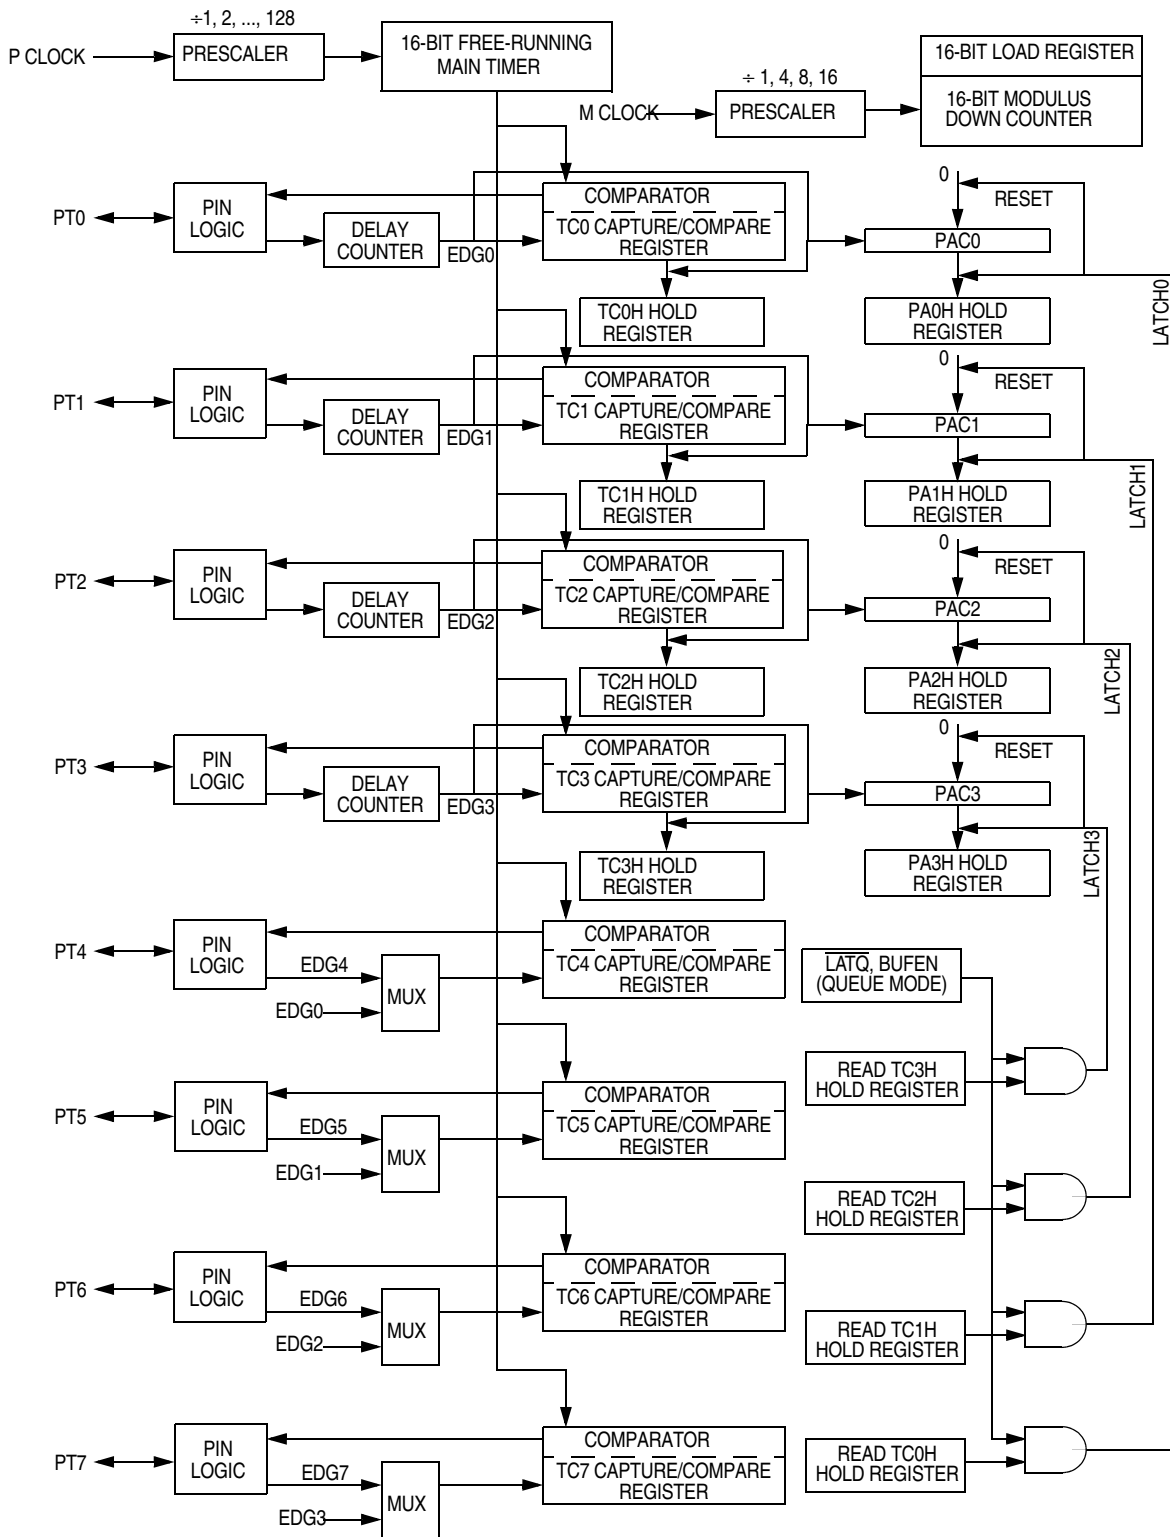 ÷1, 2, ..., 128
P CLOCK
PRESCALER
16-BIT FREE-RUNNING
MAIN TIMER
÷ 1, 4, 8, 16
M CLOCK
PRESCALER
16-BIT LOAD REGISTER
16-BIT MODULUS
DOWN COUNTER
PT0
PIN
LOGIC
DELAY
COUNTER
EDG0
COMPARATOR
TC0 CAPTURE/COMPARE
REGISTER
TC0H HOLD
REGISTER
0
RESET
PAC0
PA0H HOLD
REGISTER
LATCH0
PT1
PIN
LOGIC
DELAY
COUNTER
EDG1
COMPARATOR
TC1 CAPTURE/COMPARE
REGISTER
TC1H HOLD
REGISTER
0
RESET
PAC1
PA1H HOLD
REGISTER
LATCH1
PT2
PIN
LOGIC
DELAY
COUNTER
EDG2
COMPARATOR
TC2 CAPTURE/COMPARE
REGISTER
TC2H HOLD
REGISTER
0
RESET
PAC2
PA2H HOLD
REGISTER
LATCH2
PT3
PIN
LOGIC
DELAY
COUNTER
EDG3
COMPARATOR
TC3 CAPTURE/COMPARE
REGISTER
TC3H HOLD
REGISTER
0
RESET
PAC3
PA3H HOLD
REGISTER
LATCH3
PT4
PIN
LOGIC
EDG4
EDG0
MUX
COMPARATOR
TC4 CAPTURE/COMPARE
REGISTER
L̅A̅T̅Q̅, BUFEN
(QUEUE MODE)
READ TC3H
HOLD REGISTER
PT5
PIN
LOGIC
EDG5
EDG1
MUX
COMPARATOR
TC5 CAPTURE/COMPARE
REGISTER
READ TC2H
HOLD REGISTER
PT6
PIN
LOGIC
EDG6
EDG2
MUX
COMPARATOR
TC6 CAPTURE/COMPARE
REGISTER
READ TC1H
HOLD REGISTER
PT7
PIN
LOGIC
EDG7
EDG3
MUX
COMPARATOR
TC7 CAPTURE/COMPARE
REGISTER
READ TC0H
HOLD REGISTER